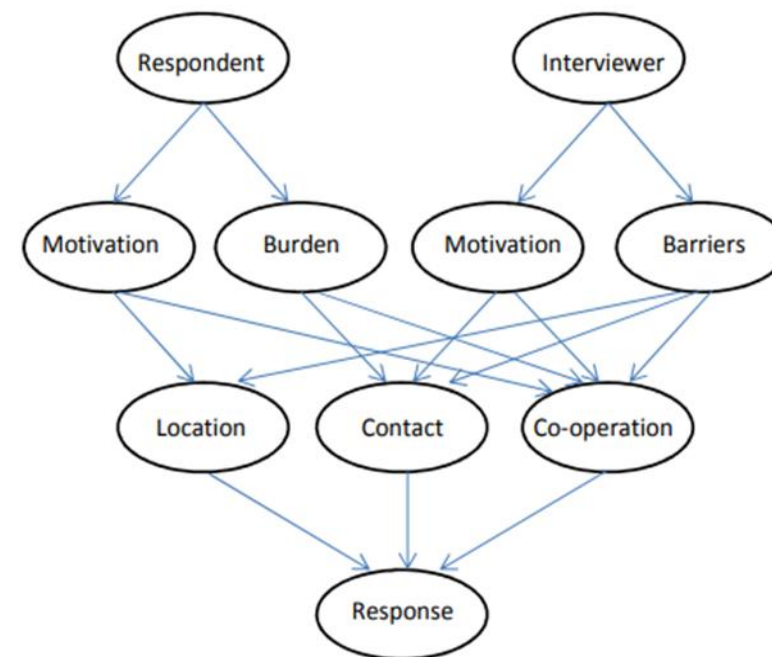 Respondent
Interviewer
Motivation
Burden
Motivation
Barriers
Location
Contact
Co-operation
Response